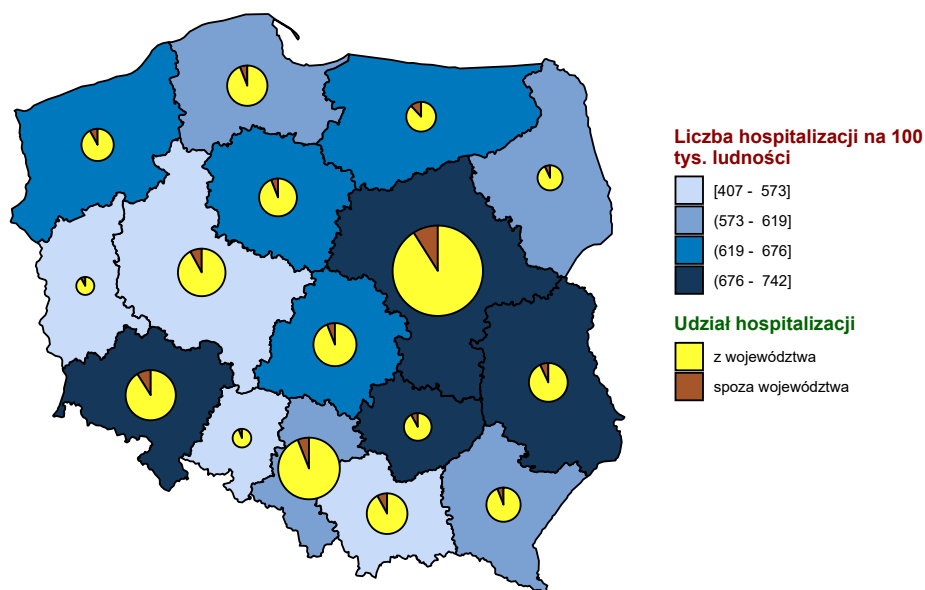 Liczba hospitalizacji na 100
tys. ludności
[407 - 573]
(573 - 619]
(619 - 676]
(676 - 742]
Udział hospitalizacji
z województwa
spoza województwa